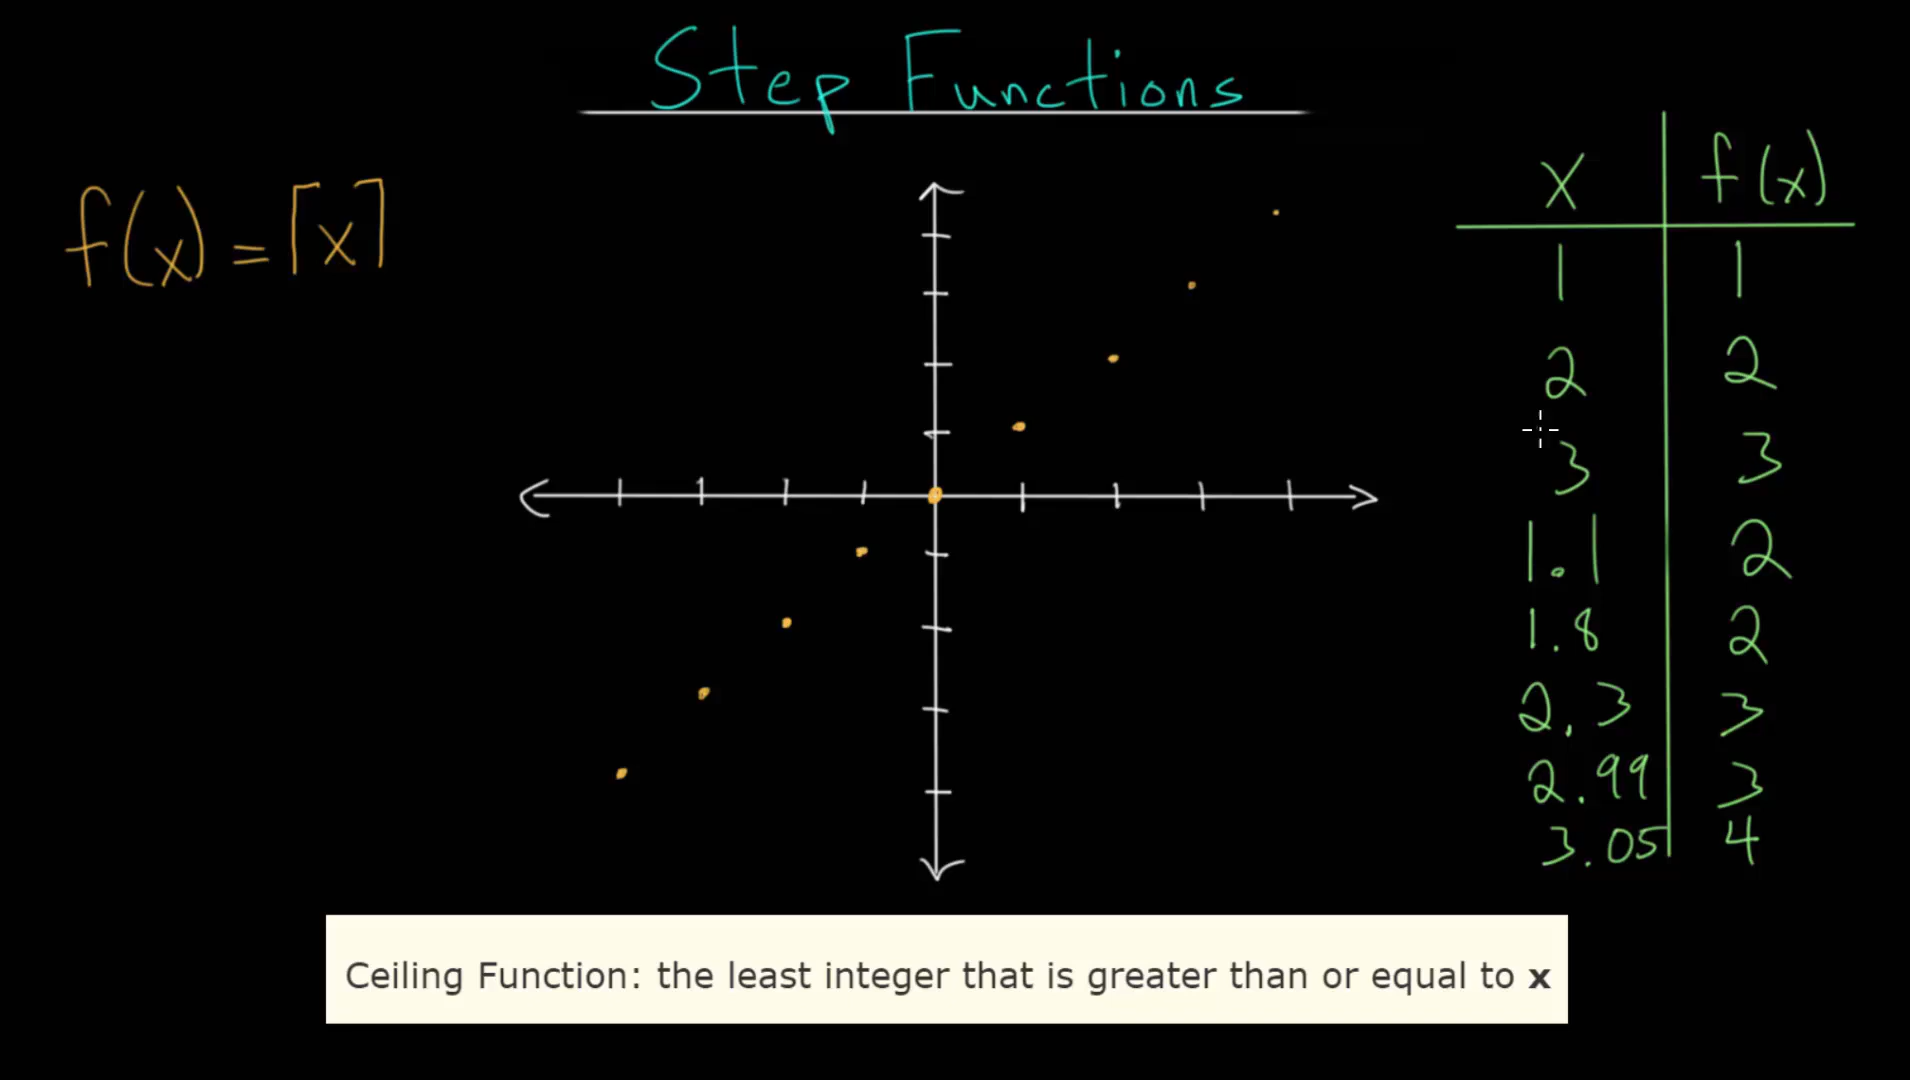 Step Functions
f(x) = ⌈x⌉
x f(x)
1 1
2 2
3 3
1.1 2
1.8 2
2.3 3
2.99 3
3.05 4
Ceiling Function: the least integer that is greater than or equal to x